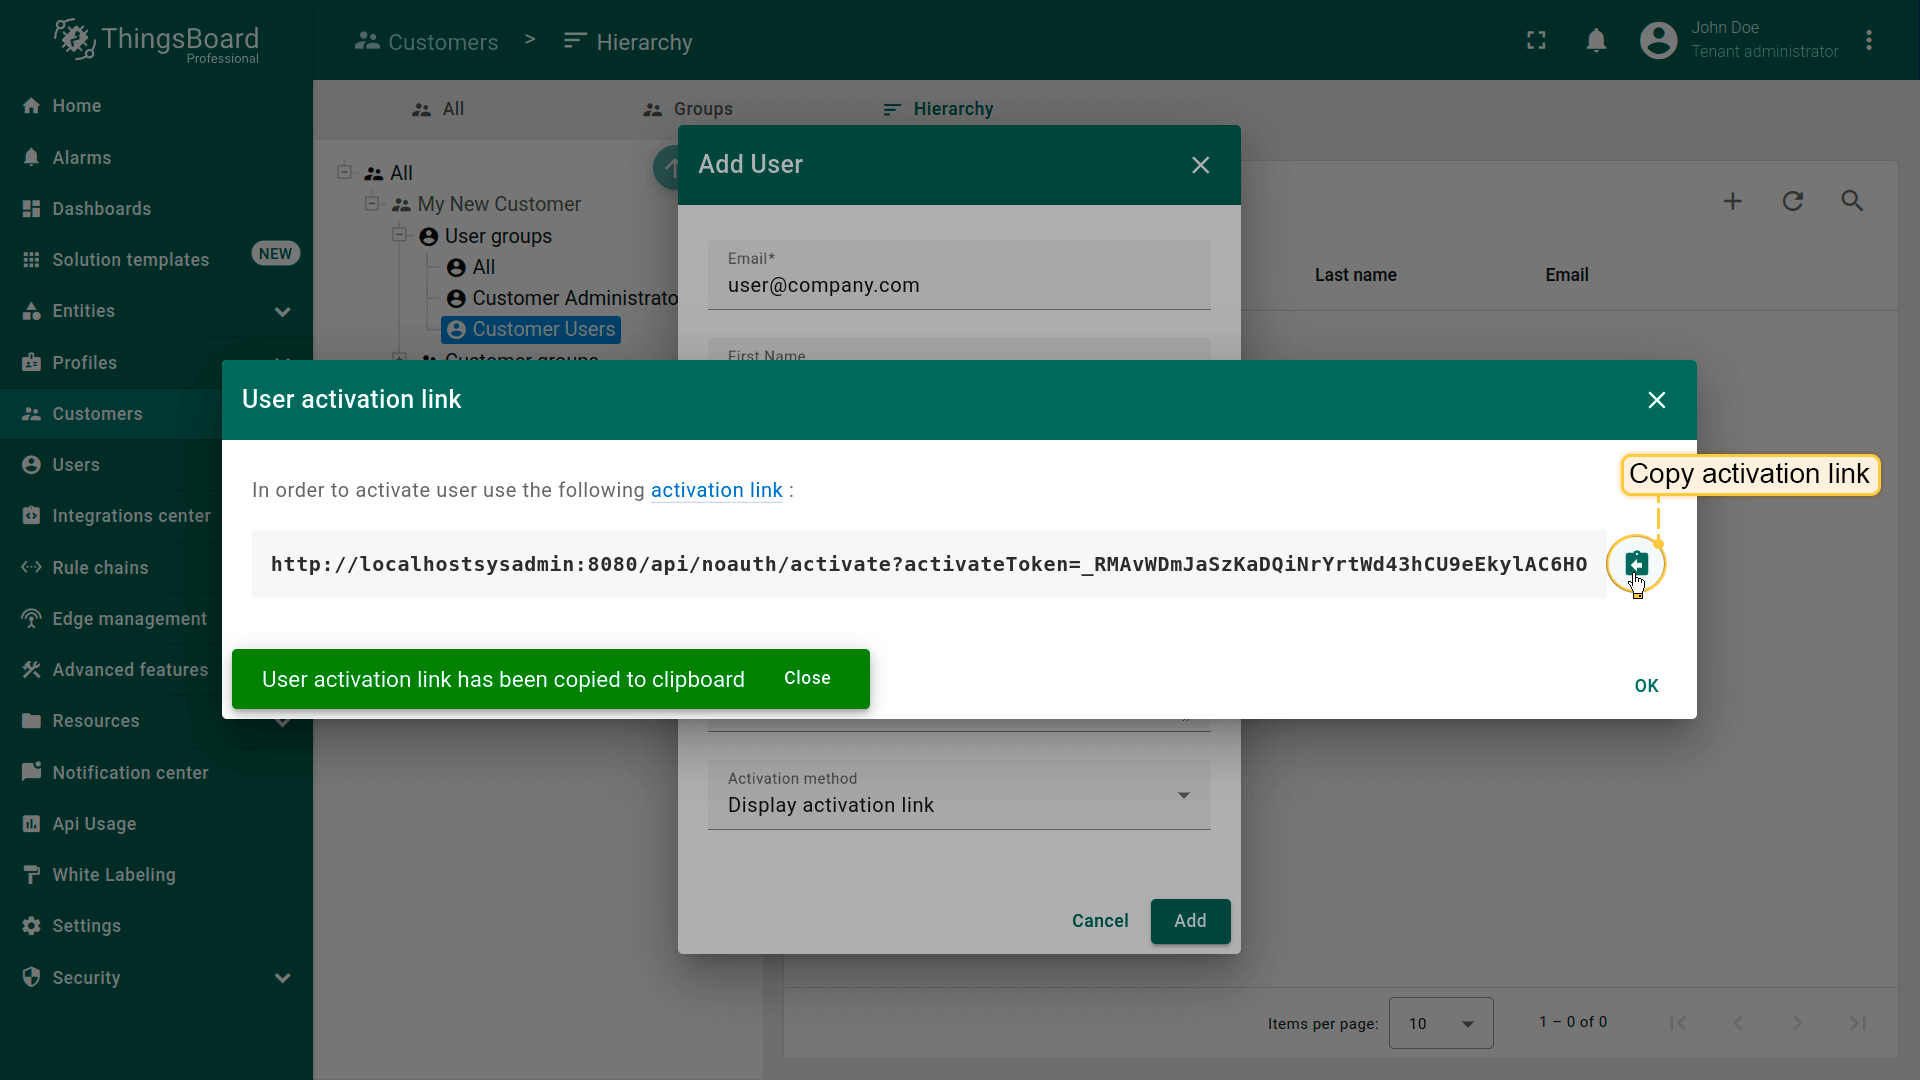 ThingsBoard
Professional
Customers > Hierarchy
John Doe
Tenant administrator
Home
Alarms
Dashboards
Solution templates NEW
Entities
Profiles
Customers
Users
Integrations center
Rule chains
Edge management
Advanced features
Resources
Notification center
Api Usage
White Labeling
Settings
Security
All Groups Hierarchy
All
My New Customer
User groups
All
Customer Administrato
Customer Users
Customer groups
Last name Email
Items per page: 10 1 – 0 of 0
Add User
Email*
user@company.com
First Name
Activation method
Display activation link
Cancel Add
User activation link
In order to activate user use the following activation link :
http://localhostsysadmin:8080/api/noauth/activate?activateToken=_RMAvWDmJaSzKaDQiNrYrtWd43hCU9eEkylAC6HO
Copy activation link
User activation link has been copied to clipboard Close
OK